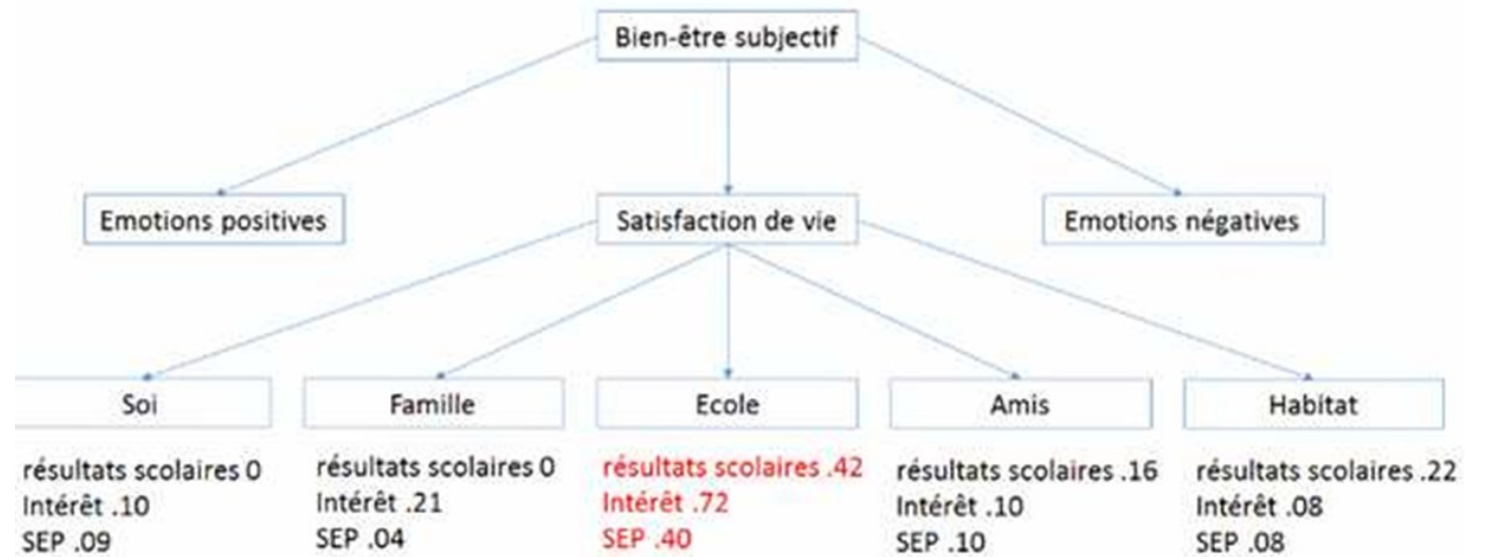 Bien-être subjectif
Emotions positives
Satisfaction de vie
Emotions négatives
Soi
Famille
Ecole
Amis
Habitat
résultats scolaires 0
Intérêt .10
SEP .09
résultats scolaires 0
Intérêt .21
SEP .04
résultats scolaires .42
Intérêt .72
SEP .40
résultats scolaires .16
Intérêt .10
SEP .10
résultats scolaires .22
Intérêt .08
SEP .08